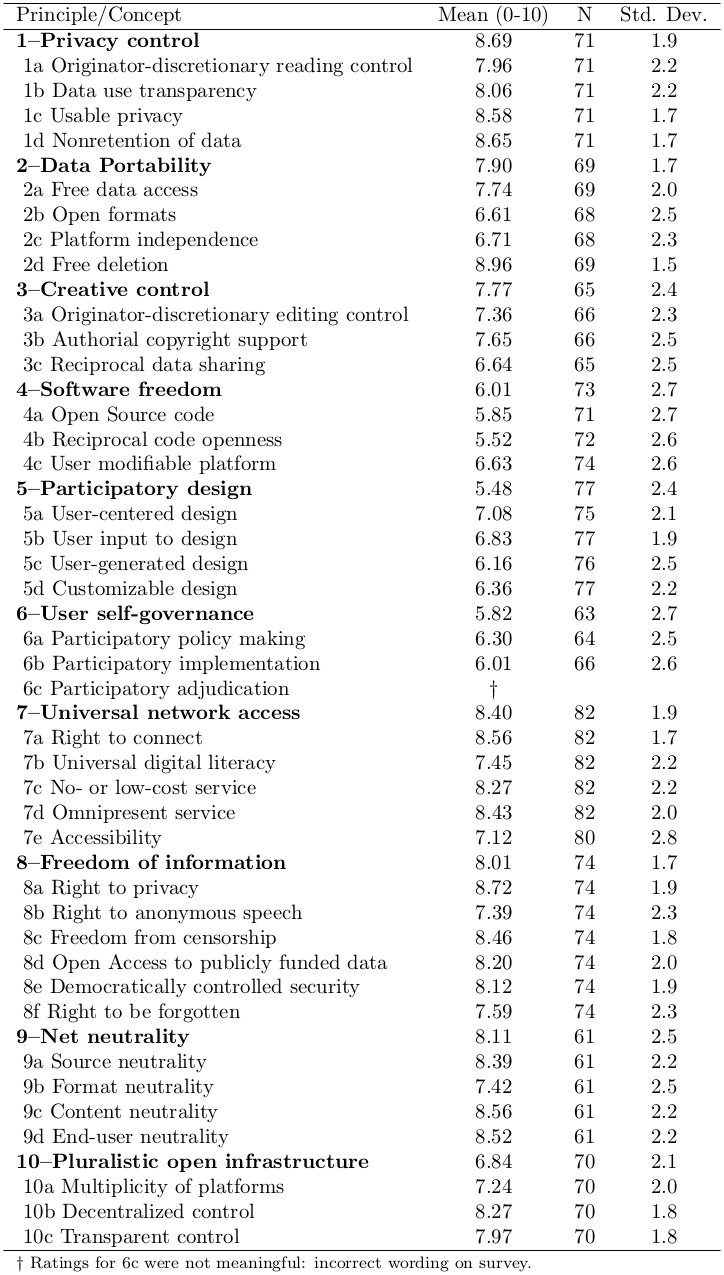 Principle/Concept Mean (0-10) N Std. Dev.
1–Privacy control 8.69 71 1.9
1a Originator-discretionary reading control 7.96 71 2.2
1b Data use transparency 8.06 71 2.2
1c Usable privacy 8.58 71 1.7
1d Nonretention of data 8.65 71 1.7
2–Data Portability 7.90 69 1.7
2a Free data access 7.74 69 2.0
2b Open formats 6.61 68 2.5
2c Platform independence 6.71 68 2.3
2d Free deletion 8.96 69 1.5
3–Creative control 7.77 65 2.4
3a Originator-discretionary editing control 7.36 66 2.3
3b Authorial copyright support 7.65 66 2.5
3c Reciprocal data sharing 6.64 65 2.5
4–Software freedom 6.01 73 2.7
4a Open Source code 5.85 71 2.7
4b Reciprocal code openness 5.52 72 2.6
4c User modifiable platform 6.63 74 2.6
5–Participatory design 5.48 77 2.4
5a User-centered design 7.08 75 2.1
5b User input to design 6.83 77 1.9
5c User-generated design 6.16 76 2.5
5d Customizable design 6.36 77 2.2
6–User self-governance 5.82 63 2.7
6a Participatory policy making 6.30 64 2.5
6b Participatory implementation 6.01 66 2.6
6c Participatory adjudication †
7–Universal network access 8.40 82 1.9
7a Right to connect 8.56 82 1.7
7b Universal digital literacy 7.45 82 2.2
7c No- or low-cost service 8.27 82 2.2
7d Omnipresent service 8.43 82 2.0
7e Accessibility 7.12 80 2.8
8–Freedom of information 8.01 74 1.7
8a Right to privacy 8.72 74 1.9
8b Right to anonymous speech 7.39 74 2.3
8c Freedom from censorship 8.46 74 1.8
8d Open Access to publicly funded data 8.20 74 2.0
8e Democratically controlled security 8.12 74 1.9
8f Right to be forgotten 7.59 74 2.3
9–Net neutrality 8.11 61 2.5
9a Source neutrality 8.39 61 2.2
9b Format neutrality 7.42 61 2.5
9c Content neutrality 8.56 61 2.2
9d End-user neutrality 8.52 61 2.2
10–Pluralistic open infrastructure 6.84 70 2.1
10a Multiplicity of platforms 7.24 70 2.0
10b Decentralized control 8.27 70 1.8
10c Transparent control 7.97 70 1.8
† Ratings for 6c were not meaningful: incorrect wording on survey.